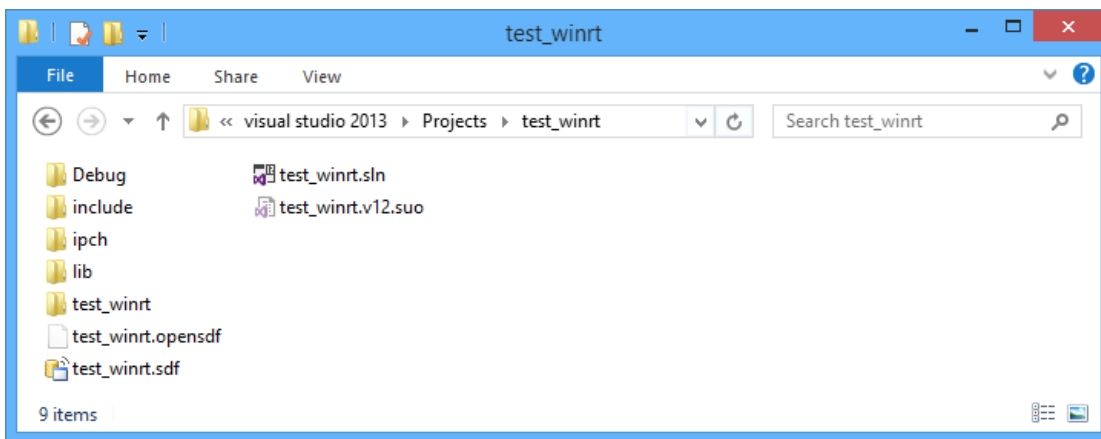 test_winrt
File Home Share View
« visual studio 2013 Projects test_winrt Search test_winrt
Debug
include
ipch
lib
test_winrt
test_winrt.opensdf
test_winrt.sdf
test_winrt.sln
test_winrt.v12.suo
9 items